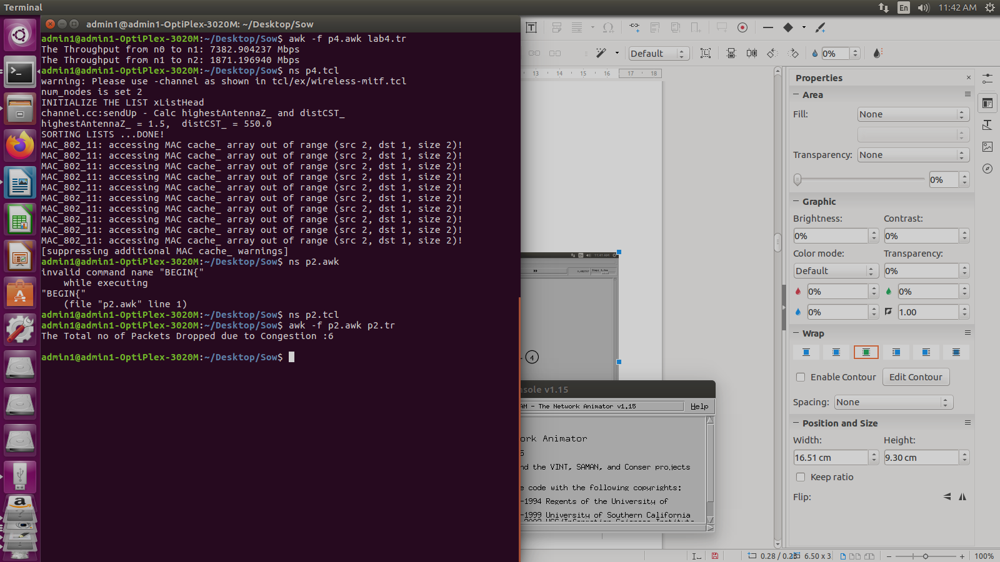 Terminal
En
11:42 AM
admin1@admin1-OptiPlex-3020M: ~/Desktop/Sow
admin1@admin1-OptiPlex-3020M:~/Desktop/Sow$ awk -f p4.awk lab4.tr
The Throughput from n0 to n1: 7382.904237 Mbps
The Throughput from n1 to n2: 1871.196940 Mbps
admin1@admin1-OptiPlex-3020M:~/Desktop/Sow$ ns p4.tcl
warning: Please use -channel as shown in tcl/ex/wireless-mitf.tcl
num_nodes is set 2
INITIALIZE THE LIST xListHead
channel.cc:sendUp - Calc highestAntennaZ_ and distCST_
highestAntennaZ_ = 1.5,  distCST_ = 550.0
SORTING LISTS ...DONE!
MAC_802_11: accessing MAC cache_ array out of range (src 2, dst 1, size 2)!
MAC_802_11: accessing MAC cache_ array out of range (src 2, dst 1, size 2)!
MAC_802_11: accessing MAC cache_ array out of range (src 2, dst 1, size 2)!
MAC_802_11: accessing MAC cache_ array out of range (src 2, dst 1, size 2)!
MAC_802_11: accessing MAC cache_ array out of range (src 2, dst 1, size 2)!
MAC_802_11: accessing MAC cache_ array out of range (src 2, dst 1, size 2)!
MAC_802_11: accessing MAC cache_ array out of range (src 2, dst 1, size 2)!
MAC_802_11: accessing MAC cache_ array out of range (src 2, dst 1, size 2)!
MAC_802_11: accessing MAC cache_ array out of range (src 2, dst 1, size 2)!
MAC_802_11: accessing MAC cache_ array out of range (src 2, dst 1, size 2)!
[suppressing additional MAC cache_ warnings]
admin1@admin1-OptiPlex-3020M:~/Desktop/Sow$ ns p2.awk
invalid command name "BEGIN{"
    while executing
"BEGIN{"
    (file "p2.awk" line 1)
admin1@admin1-OptiPlex-3020M:~/Desktop/Sow$ ns p2.tcl
admin1@admin1-OptiPlex-3020M:~/Desktop/Sow$ awk -f p2.awk p2.tr
The Total no of Packets Dropped due to Congestion :6
admin1@admin1-OptiPlex-3020M:~/Desktop/Sow$
Default
0%
13 14 15 16 17 18
11:41 AM
4
nsole v1.15
AM - The Network Animator v1.15
Help
ork Animator
5
nd the VINT, SAMAN, and Conser projects
e code with the following copyrights:
-1994 Regents of the University of
-1999 University of Southern California
Properties
Area
Fill:
None
Transparency:
None
0%
Graphic
Brightness:
Contrast:
0%
0%
Color mode:
Transparency:
Default
0%
0%
0%
0%
1.00
Wrap
Enable Contour
Edit Contour
Spacing:
None
Position and Size
Width:
Height:
16.51 cm
9.30 cm
Keep ratio
Flip:
0.28 /
6.50 x 3
100%